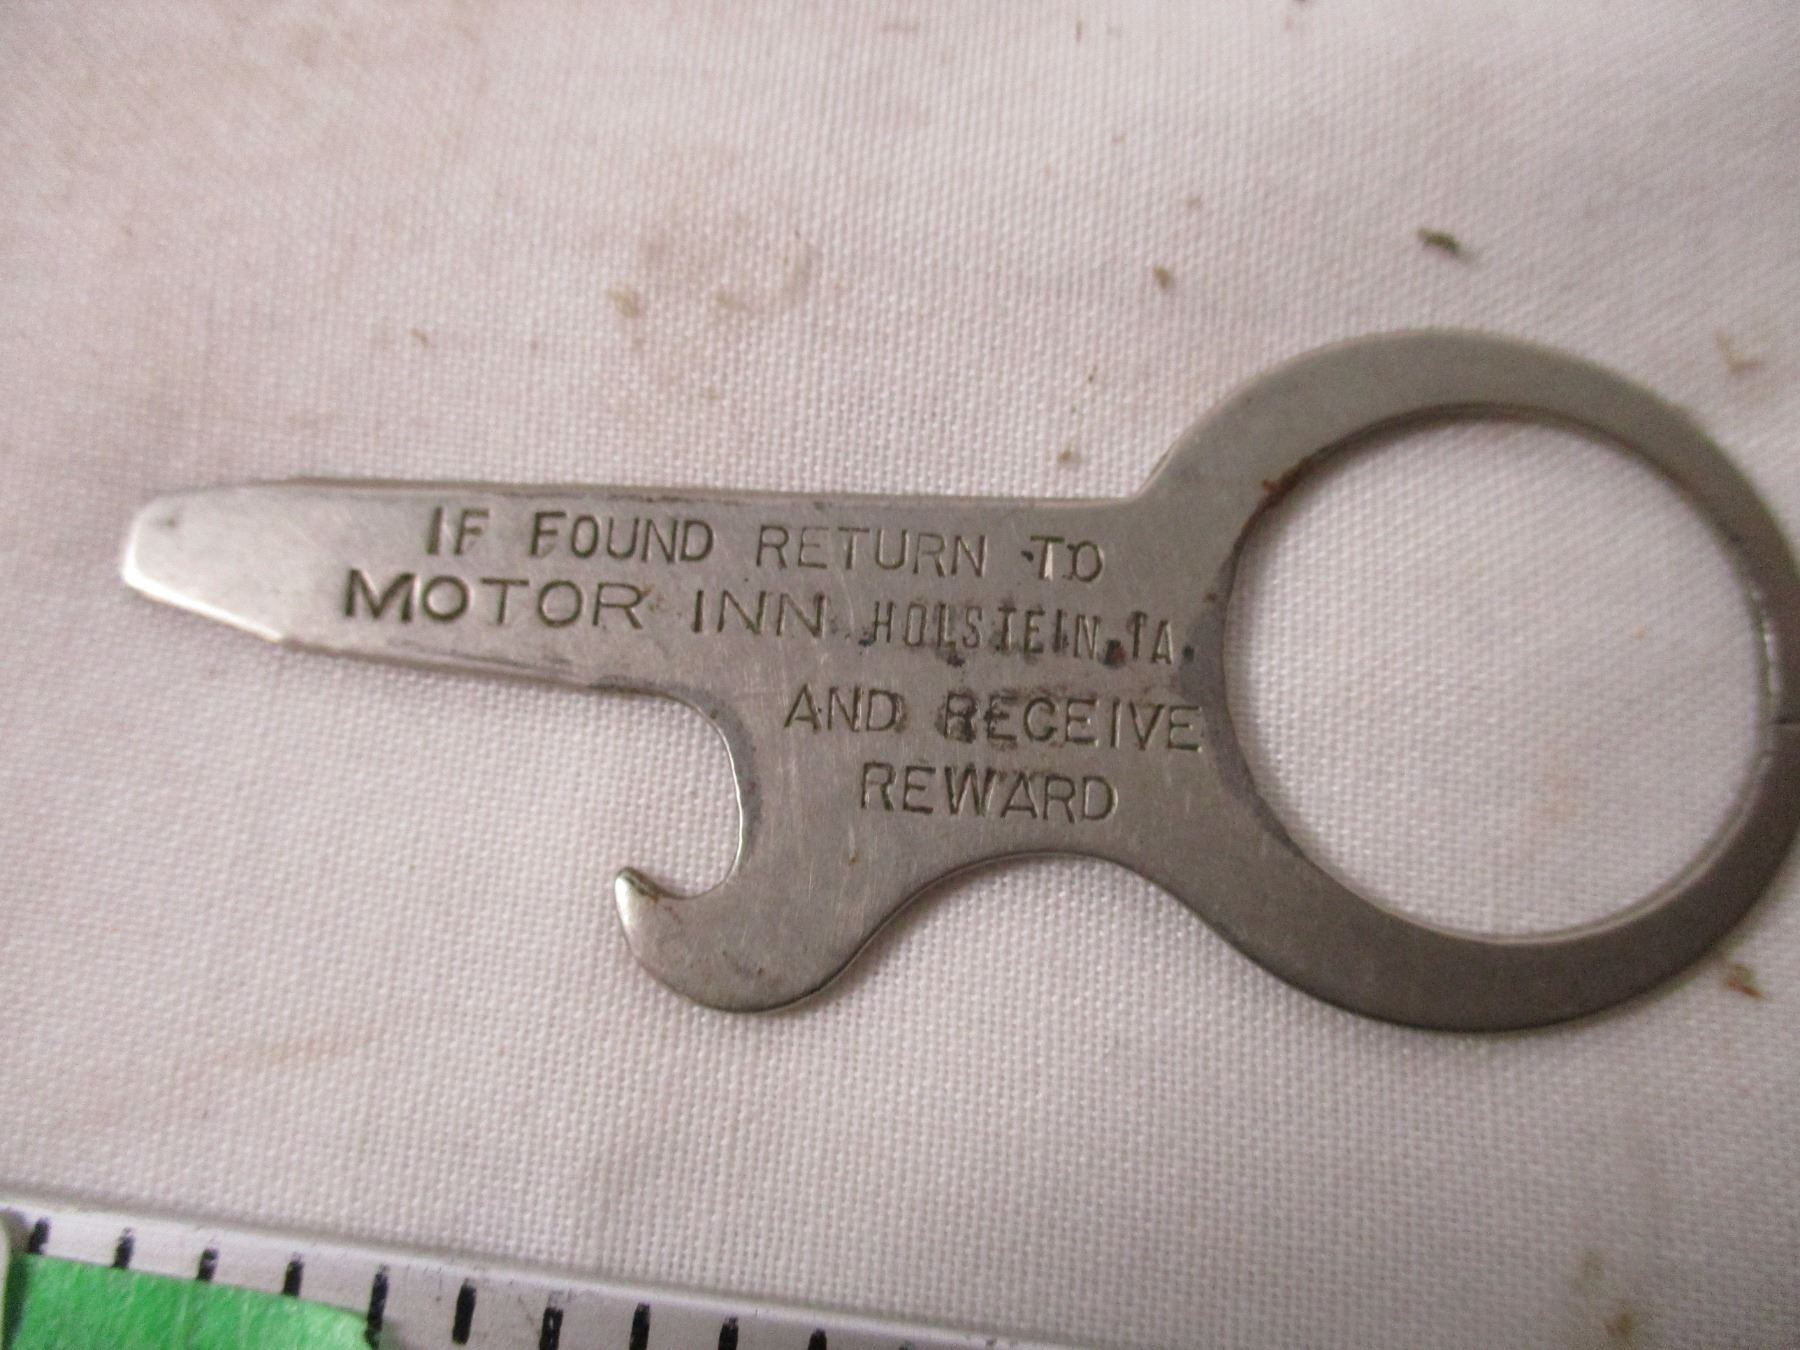 IF FOUND RETURN TO
MOTOR INN HOLSTEIN, IA.
AND RECEIVE
REWARD